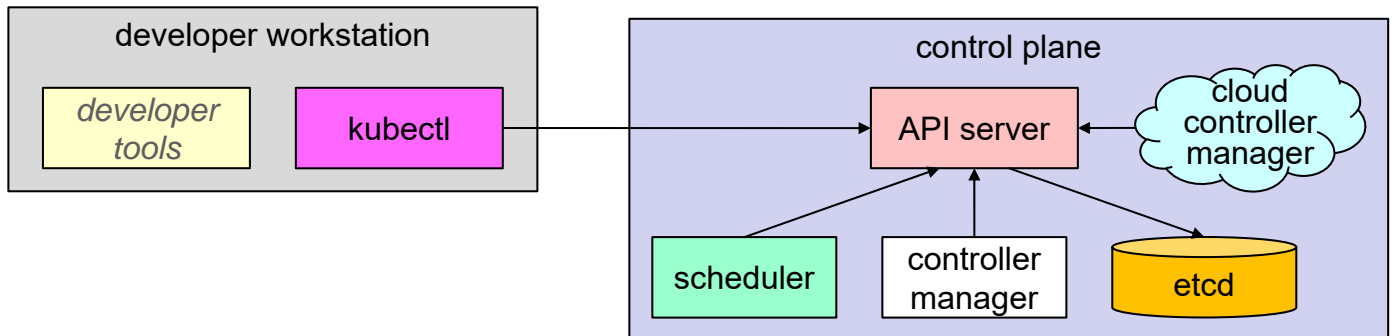 developer workstation
developer
tools
kubectl
control plane
API server
cloud
controller
manager
scheduler
controller
manager
etcd